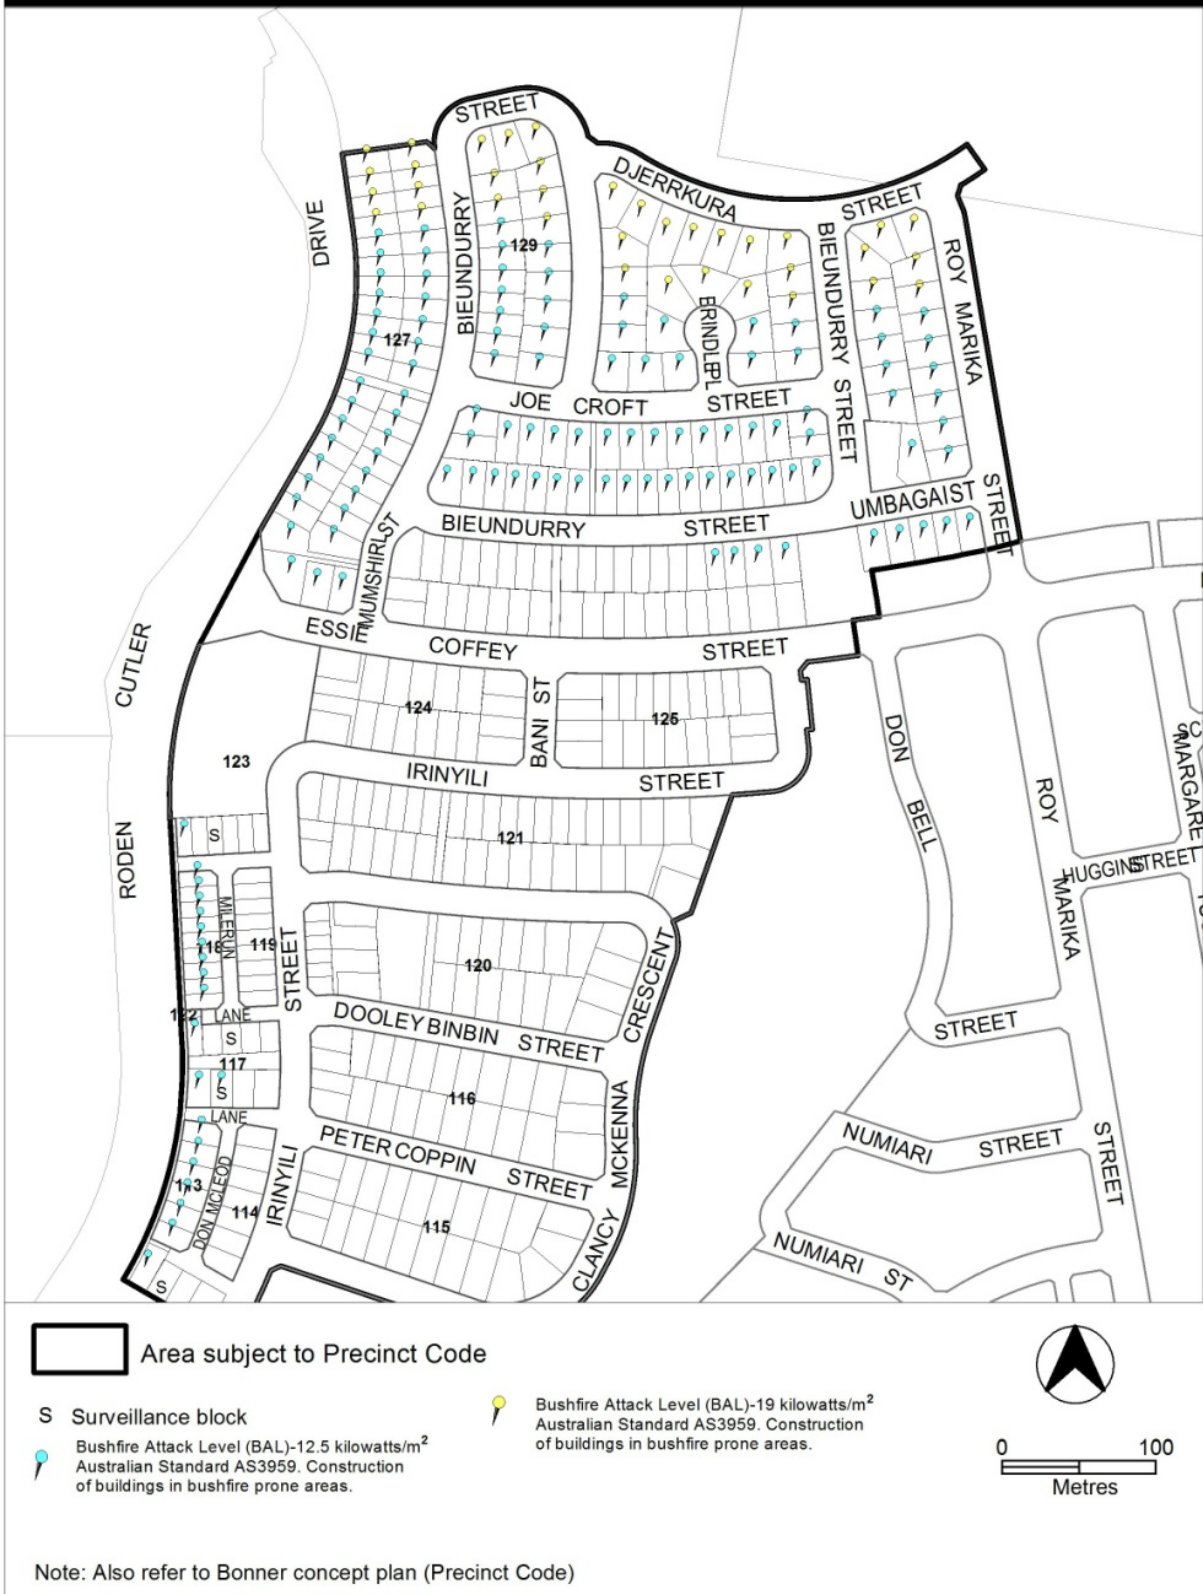 STREET
DJERRKURA
STREET
DRIVE
BIEUNDURRY
129
BIEUNDURRY STREET
ROY MARIKA
STREET
127
BRINDLE PL
JOE CROFT STREET
BIEUNDURRY STREET
UMBAGAI ST
MUMSHIRL ST
ESSIE COFFEY STREET
CUTLER
124
BANI ST
125
DON BELL
123
IRINYILI STREET
ROY MARIKA
121
RODEN
S
HUGGINS STREET
MILERUN
118
119
STREET
120
CRESCENT
122
LANE
S
DOOLEY BINBIN STREET
STREET
117
S
116
LANE
MCKENNA
PETER COPPIN STREET
NUMIARI STREET
STREET
113
DON MCLEOD
114
IRINYILI
115
CLANCY
NUMIARI ST
S
Area subject to Precinct Code
S Surveillance block
Bushfire Attack Level (BAL)-12.5 kilowatts/m²
Australian Standard AS3959. Construction
of buildings in bushfire prone areas.
Bushfire Attack Level (BAL)-19 kilowatts/m²
Australian Standard AS3959. Construction
of buildings in bushfire prone areas.
0 100
Metres
Note: Also refer to Bonner concept plan (Precinct Code)